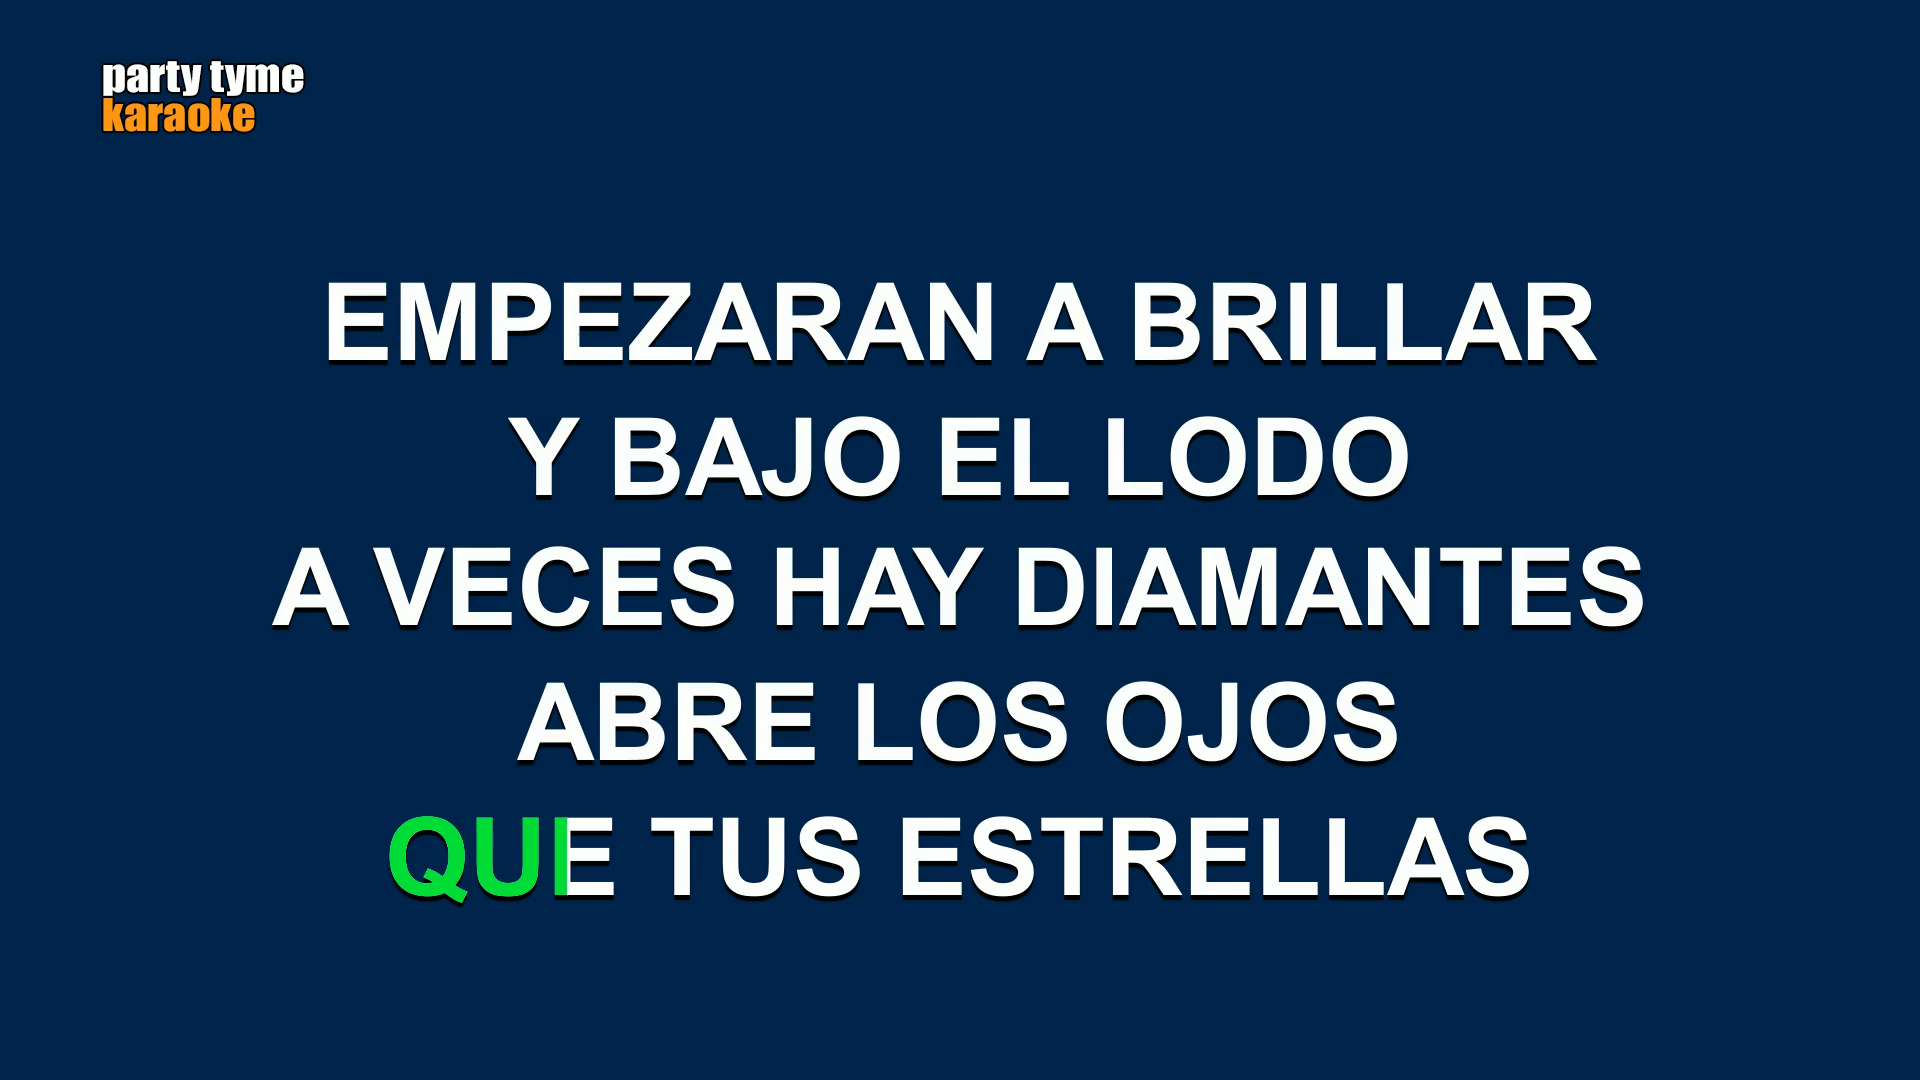 party tyme
karaoke
EMPEZARAN A BRILLAR
Y BAJO EL LODO
A VECES HAY DIAMANTES
ABRE LOS OJOS
QUE TUS ESTRELLAS